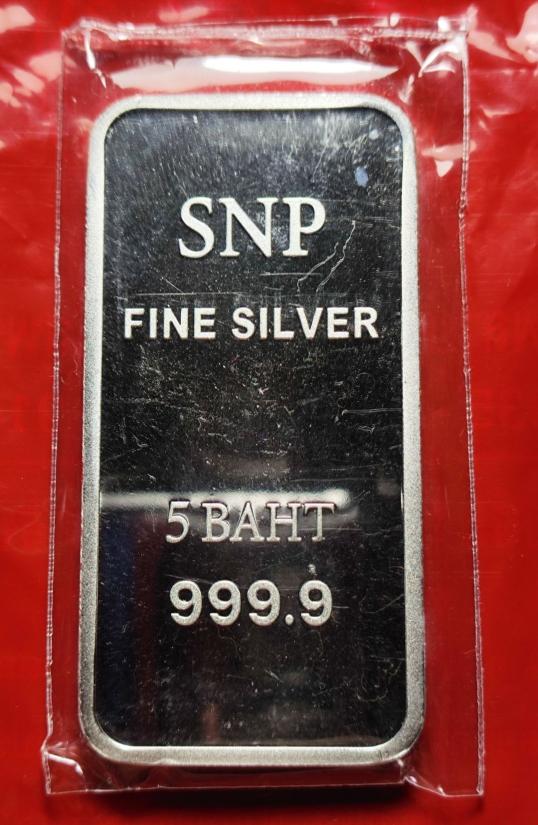 SNP
FINE SILVER
5 BAHT
999.9